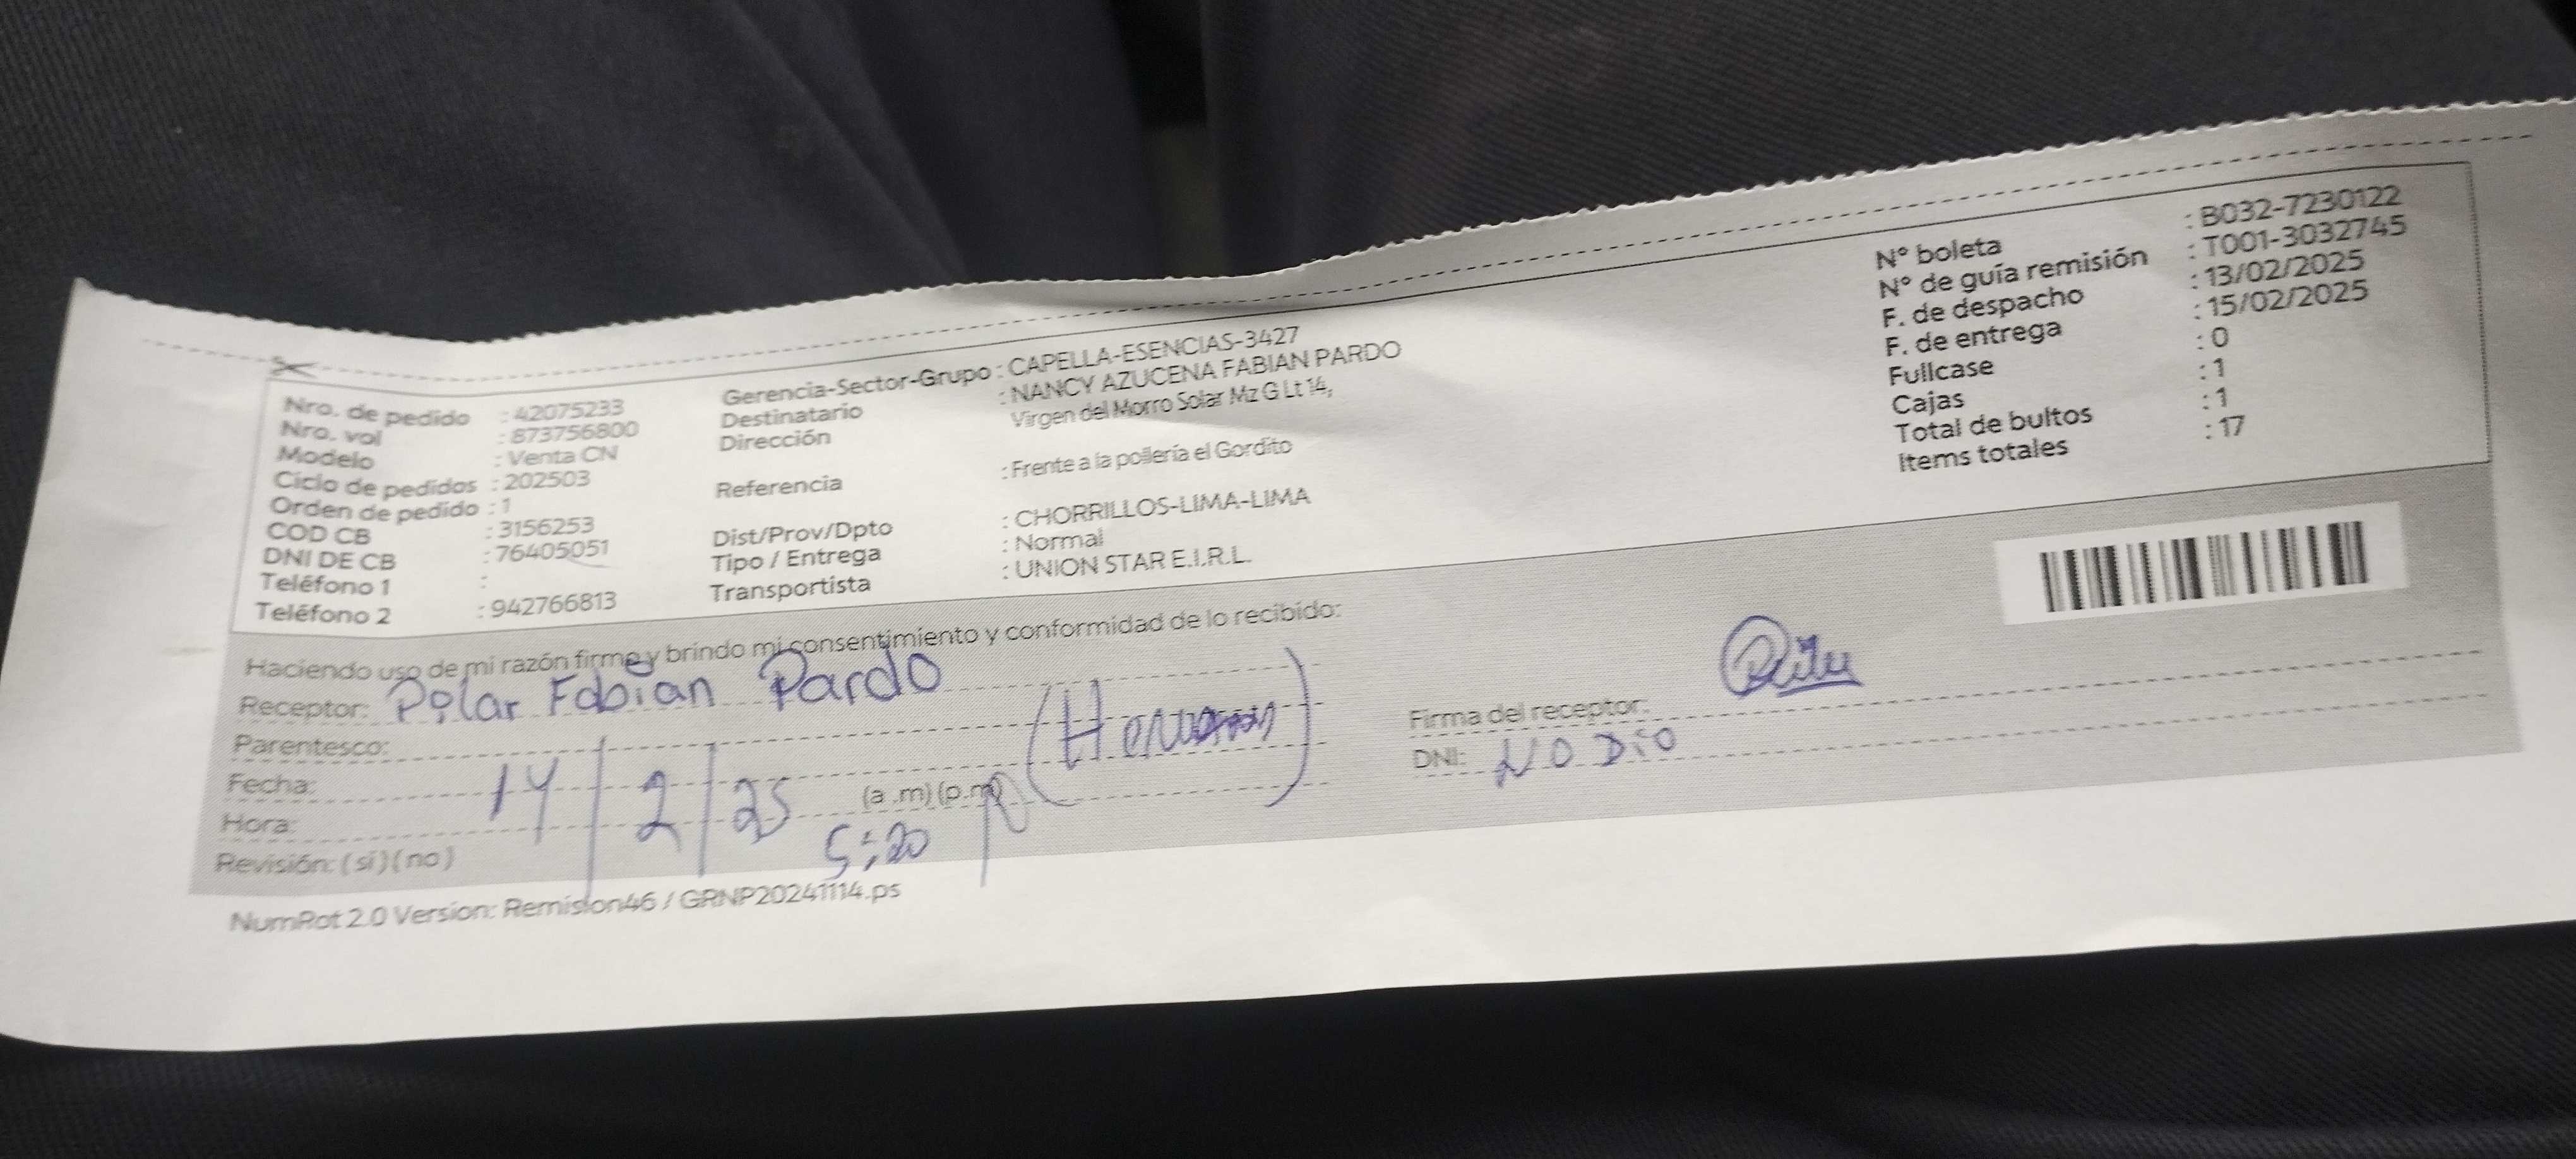 Nro. de pedido : 42075233
Nro. vol : 873756800
Modelo : Venta CN
Ciclo de pedidos : 202503
Orden de pedido : 1
COD CB : 3156253
DNI DE CB : 76405051
Teléfono 1 :
Teléfono 2 : 942766813
Gerencia-Sector-Grupo : CAPELLA-ESENCIAS-3427
Destinatario : NANCY AZUCENA FABIAN PARDO
Dirección Virgen del Morro Solar Mz G Lt 14,
Referencia : Frente a la pollería el Gordito
Dist/Prov/Dpto : CHORRILLOS-LIMA-LIMA
Tipo / Entrega : Normal
Transportista : UNION STAR E.I.R.L.
N° boleta : B032-7230122
N° de guía remisión : T001-3032745
F. de despacho : 13/02/2025
F. de entrega : 15/02/2025
Fullcase : 0
Cajas : 1
Total de bultos : 1
Items totales : 17
Haciendo uso de mi razón firmo y brindo mi consentimiento y conformidad de lo recibido:
Receptor: Pilar Fabian Pardo
Parentesco:
Fecha: 14/2/25
Hora: (a .m) (p.m) 5:20 p
Revisión: (si) (no)
Firma del receptor:
DNI: NO DiO
NumRot 2.0 Version: Remision46 / GRNP20241114.ps